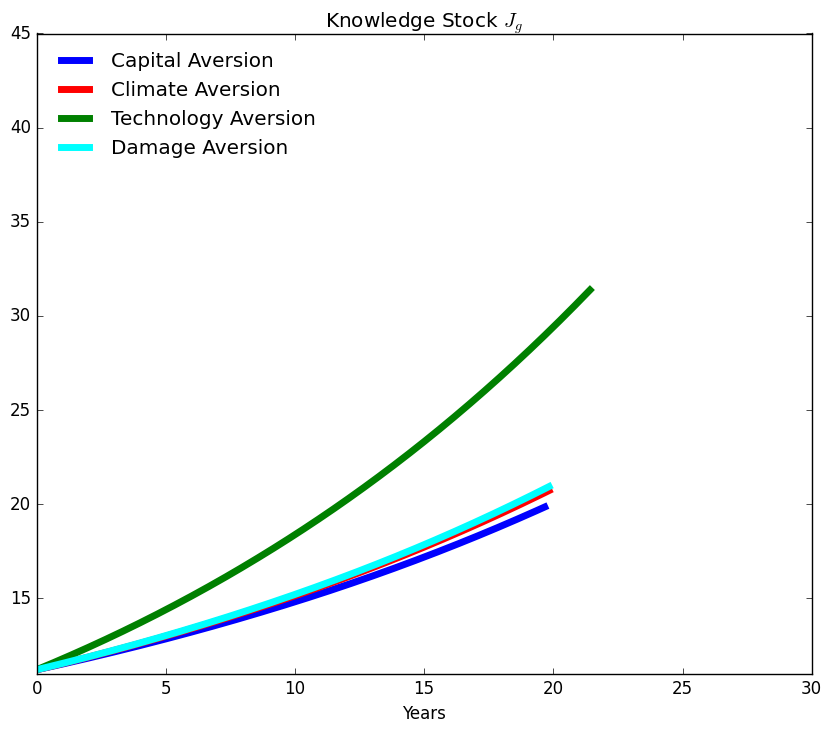 Knowledge Stock J_g
45
Capital Aversion
Climate Aversion
40
Technology Aversion
Damage Aversion
35
30
25
20
15
0 5 10 15 20 25 30
Years